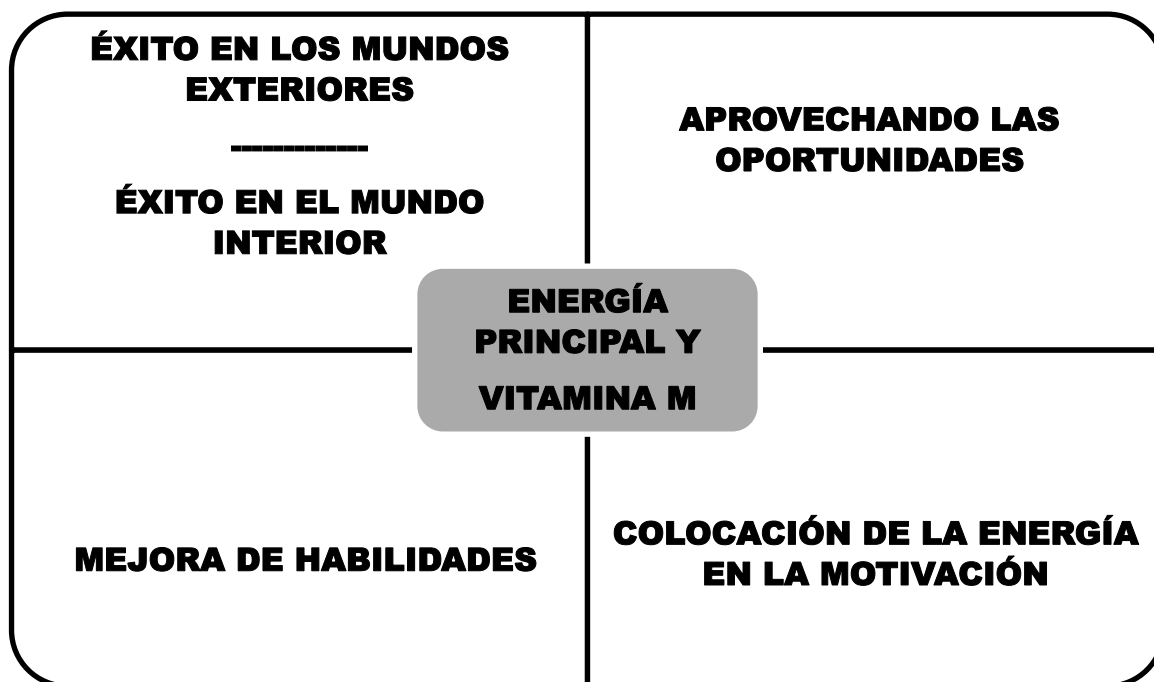 ÉXITO EN LOS MUNDOS
EXTERIORES
-------------
ÉXITO EN EL MUNDO
INTERIOR
APROVECHANDO LAS
OPORTUNIDADES
ENERGÍA
PRINCIPAL Y
VITAMINA M
MEJORA DE HABILIDADES
COLOCACIÓN DE LA ENERGÍA
EN LA MOTIVACIÓN